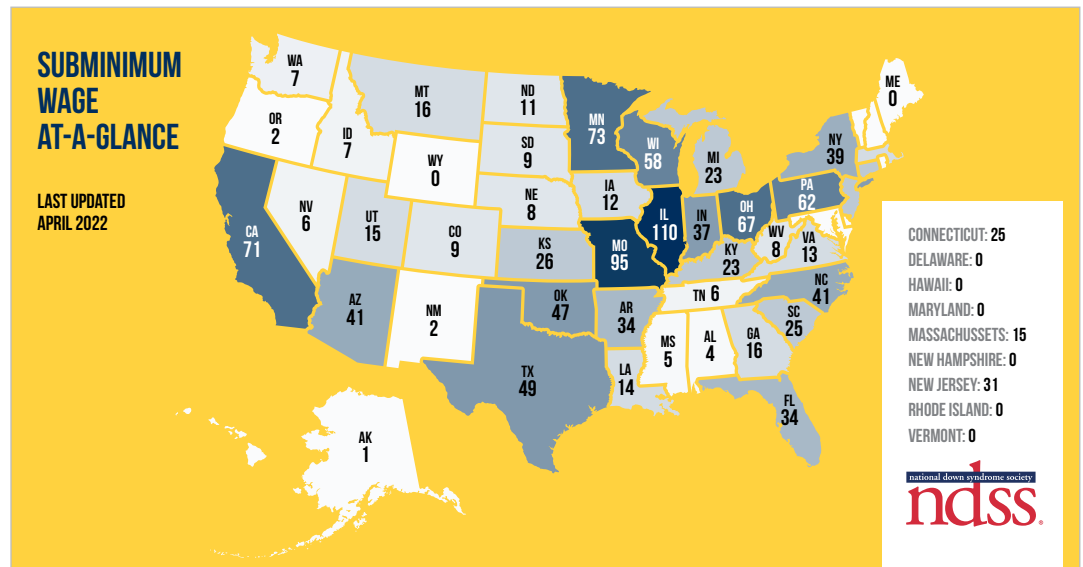 SUBMINIMUM
WAGE
AT-A-GLANCE
LAST UPDATED
APRIL 2022
WA
7
OR
2
CA
71
ID
7
NV
6
MT
16
WY
0
UT
15
AZ
41
CO
9
NM
2
ND
11
SD
9
NE
8
KS
26
OK
47
TX
49
MN
73
IA
12
MO
95
AR
34
LA
14
WI
58
IL
110
MI
23
IN
37
OH
67
KY
23
TN 6
MS
5
AL
4
GA
16
FL
34
SC
25
NC
41
VA
13
WV
8
PA
62
NY
39
ME
0
AK
1
CONNECTICUT: 25
DELAWARE: 0
HAWAII: 0
MARYLAND: 0
MASSACHUSSETS: 15
NEW HAMPSHIRE: 0
NEW JERSEY: 31
RHODE ISLAND: 0
VERMONT: 0
national down syndrome society
ndss®